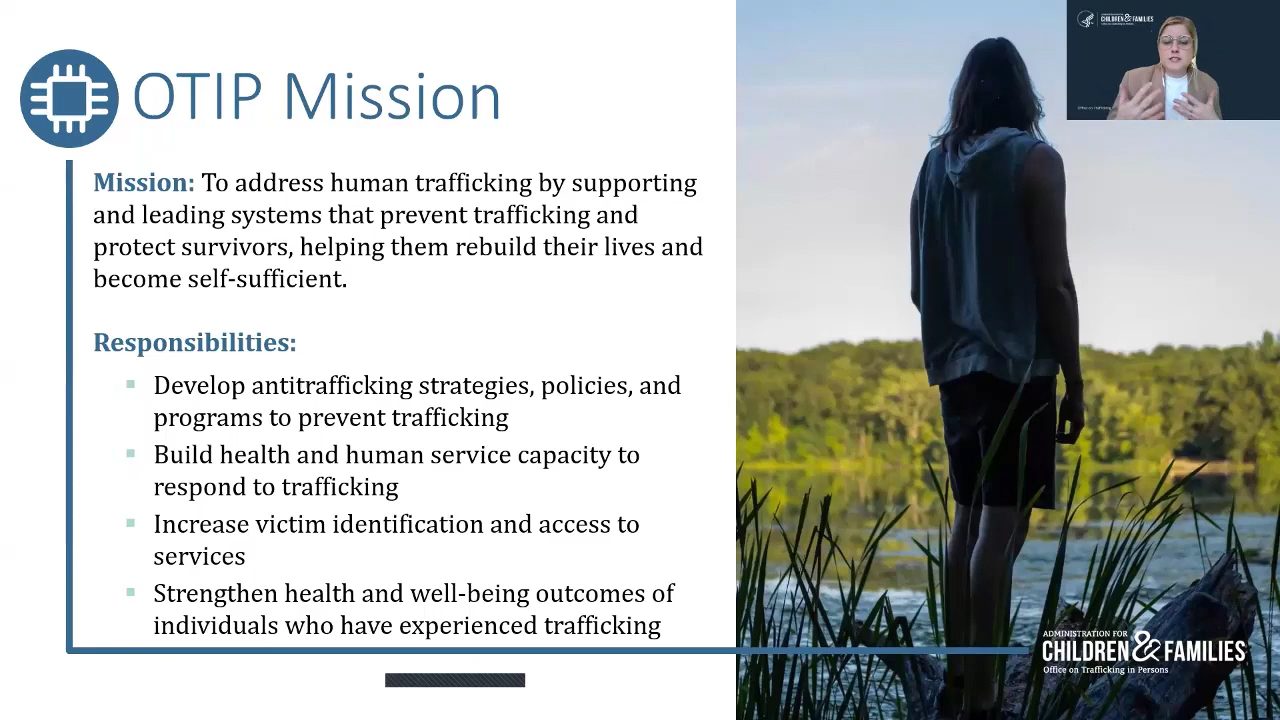 OTIP Mission
Mission: To address human trafficking by supporting
and leading systems that prevent trafficking and
protect survivors, helping them rebuild their lives and
become self-sufficient.
Responsibilities:
▪ Develop antitrafficking strategies, policies, and
programs to prevent trafficking
▪ Build health and human service capacity to
respond to trafficking
▪ Increase victim identification and access to
services
▪ Strengthen health and well-being outcomes of
individuals who have experienced trafficking
CHILDREN & FAMILIES
ADMINISTRATION FOR
CHILDREN & FAMILIES
Office on Trafficking in Persons